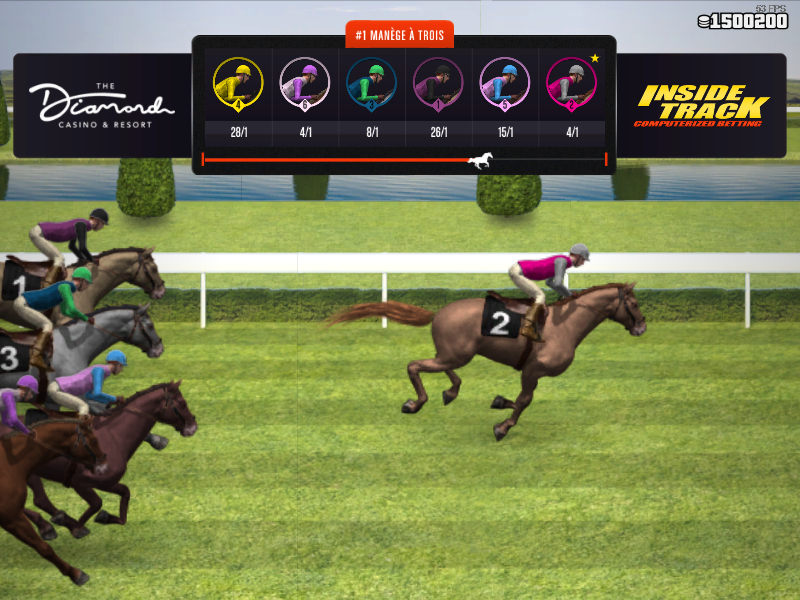 53 FPS
1500200
#1 MANÈGE À TROIS
THE
Diamond
CASINO & RESORT
INSIDE
TRACK
COMPUTERIZED BETTING
4 6 3 1 5 2
28/1 4/1 8/1 26/1 15/1 4/1
1
2
3